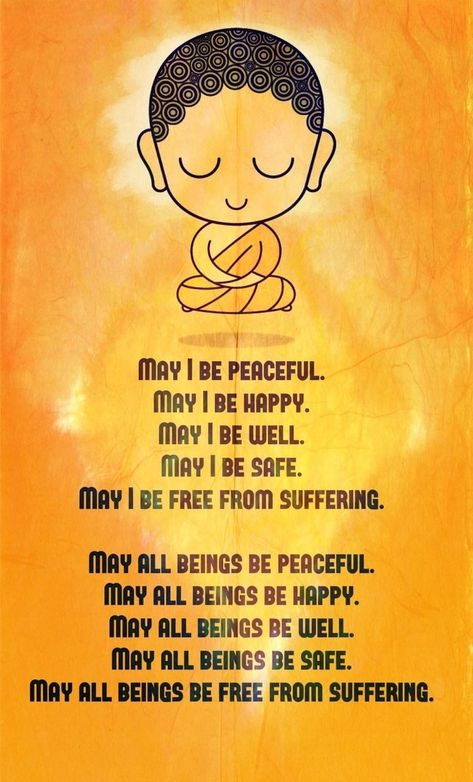 May I be peaceful.
May I be happy.
May I be well.
May I be safe.
May I be free from suffering.
May all beings be peaceful.
May all beings be happy.
May all beings be well.
May all beings be safe.
May all beings be free from suffering.